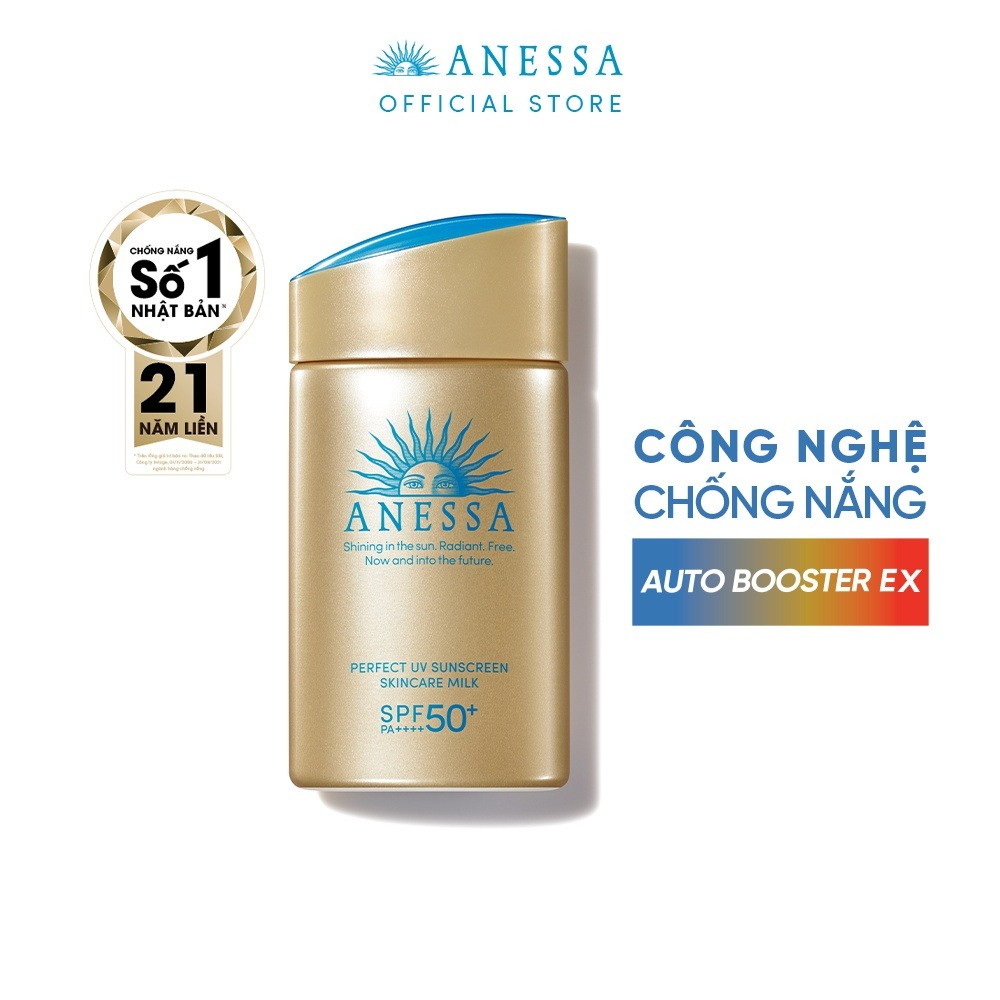 ANESSA
OFFICIAL STORE
CHỐNG NẮNG
Số 1
NHẬT BẢN*
21
NĂM LIỀN
ANESSA
Shining in the sun. Radiant. Free.
Now and into the future.
PERFECT UV SUNSCREEN
SKINCARE MILK
SPF50+
PA++++
CÔNG NGHỆ
CHỐNG NẮNG
AUTO BOOSTER EX